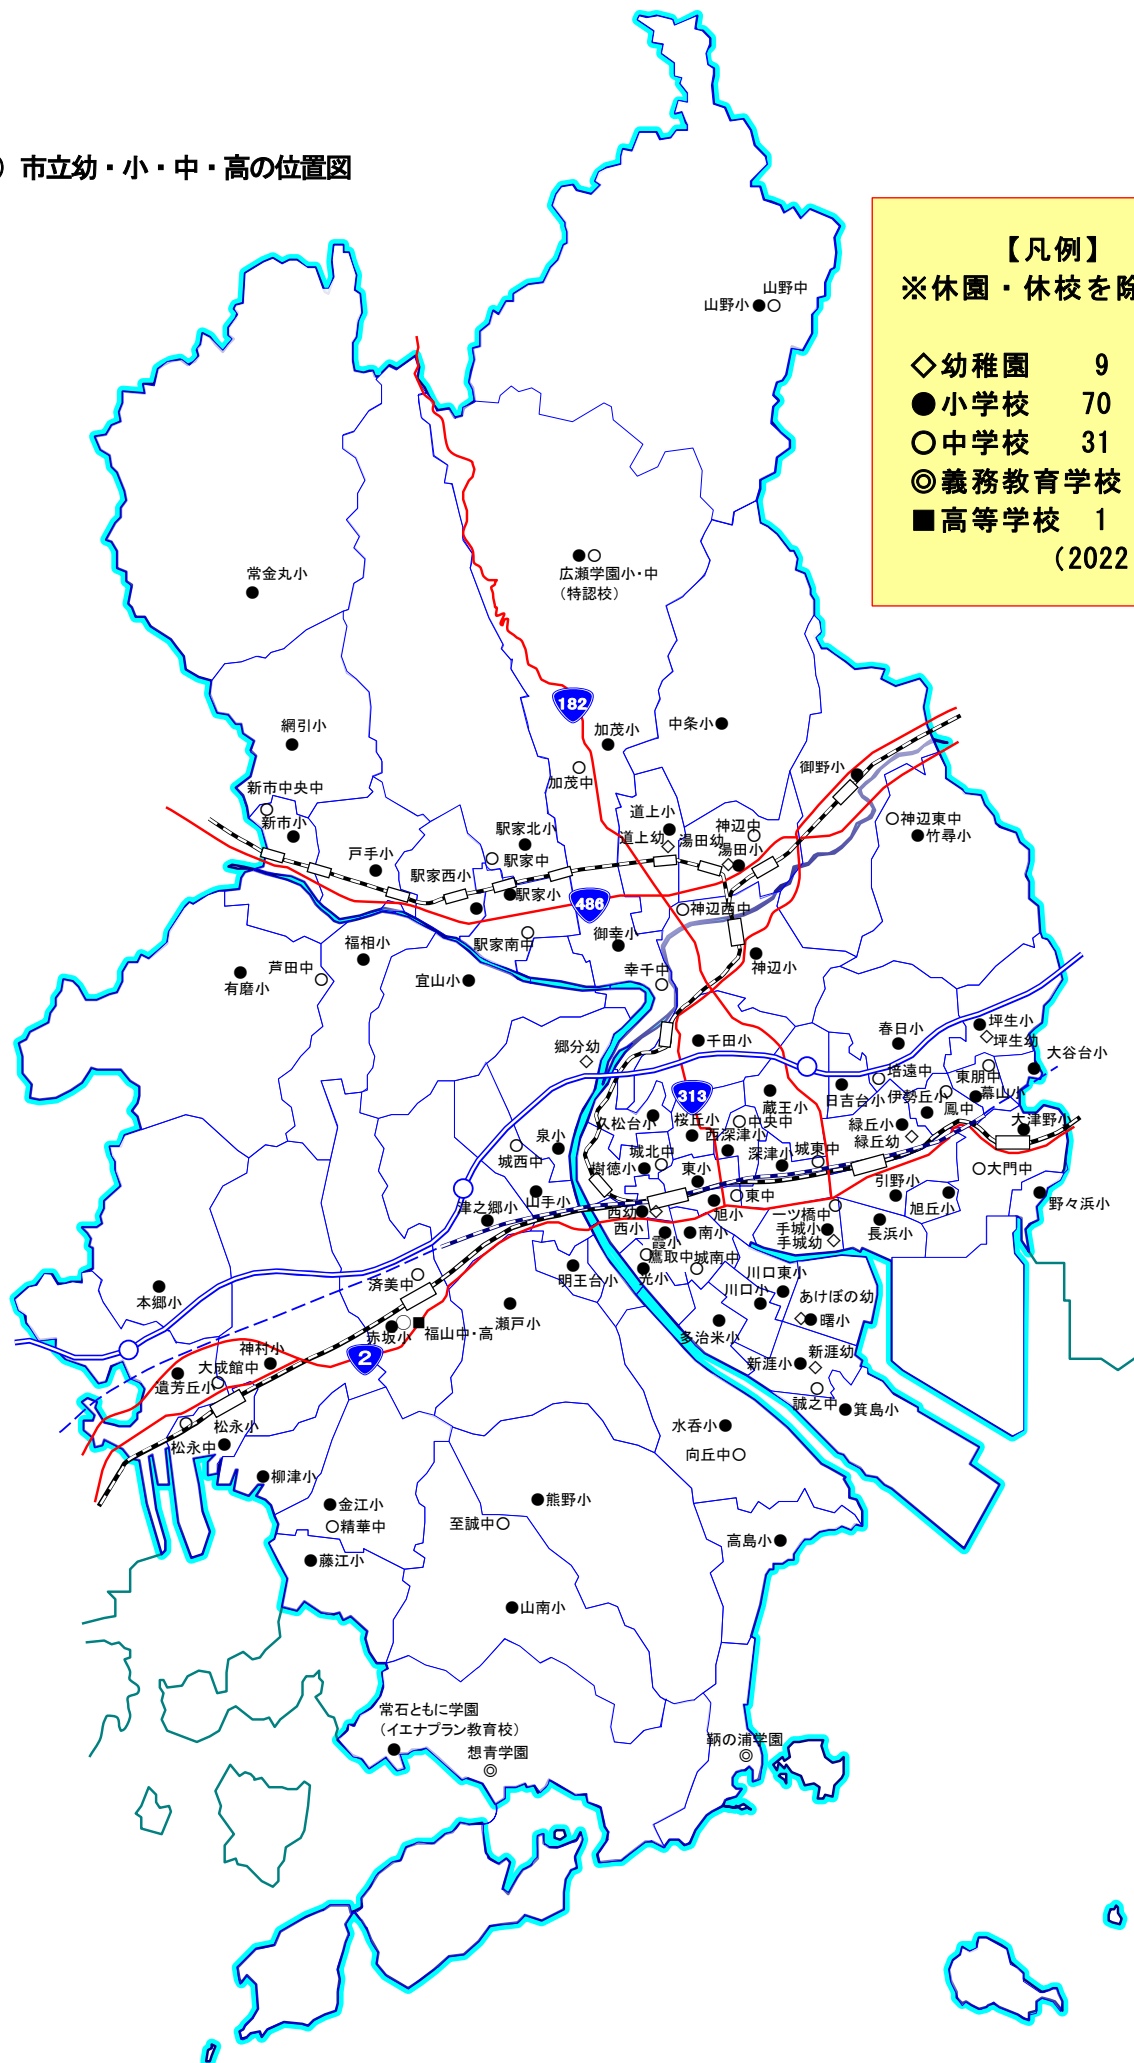 ) 市立幼・小・中・高の位置図
【凡例】
※休園・休校を除
◇幼稚園 9
●小学校 70
○中学校 31
◎義務教育学校
■高等学校 1
(2022
山野中
山野小
常金丸小
広瀬学園小・中
(特認校)
182
網引小
加茂小
中条小
加茂中
御野小
新市中央中
新市小
道上小
道上幼
湯田幼
神辺中
湯田小
神辺東中
竹尋小
駅家北小
駅家中
戸手小
駅家西小
駅家小
486
神辺西中
駅家南中
御幸小
福相小
芦田中
有磨小
宜山小
幸千中
神辺小
千田小
春日小
坪生小
坪生幼
大谷台小
郷分幼
培遠中
東朋中
幕山小
日吉台小
伊勢丘小
鳳中
313
蔵王小
久松台小
桜丘小
中央中
緑丘小
緑丘幼
大津野小
泉小
城西中
城北中
西深津小
深津小
城東中
樹徳小
東小
大門中
引野小
山手小
津之郷小
西幼
西小
旭小
東中
一ツ橋中
旭丘小
野々浜小
手城小
手城幼
長浜小
霞小
南小
鷹取中
城南中
光小
明王台小
済美中
本郷小
川口東小
川口小
あけぼの幼
曙小
瀬戸小
赤坂小
福山中・高
多治米小
2
神村小
大成館中
遺芳丘小
新涯小
新涯幼
誠之中
箕島小
松永小
松永中
水呑小
向丘中
柳津小
金江小
精華中
熊野小
至誠中
高島小
藤江小
山南小
常石ともに学園
(イエナプラン教育校)
想青学園
鞆の浦学園